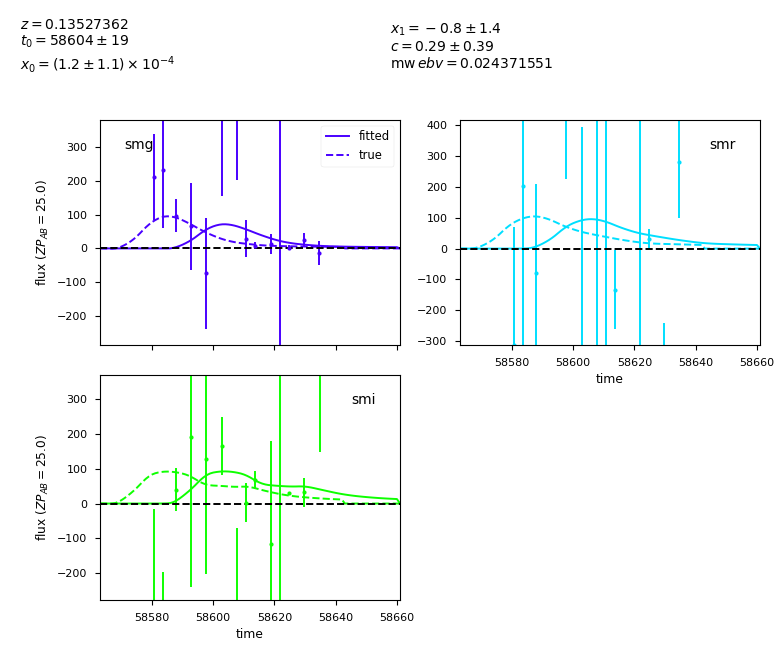 z = 0.13527362
t₀ = 58604 ± 19
x₀ = (1.2 ± 1.1) × 10⁻⁴
x₁ = −0.8 ± 1.4
c = 0.29 ± 0.39
mw ebv = 0.024371551
smg
fitted
true
300
200
100
0
−100
−200
flux (ZP_AB = 25.0)
smr
400
300
200
100
0
−100
−200
−300
58580 58600 58620 58640 58660
time
smi
300
200
100
0
−100
−200
flux (ZP_AB = 25.0)
58580 58600 58620 58640 58660
time